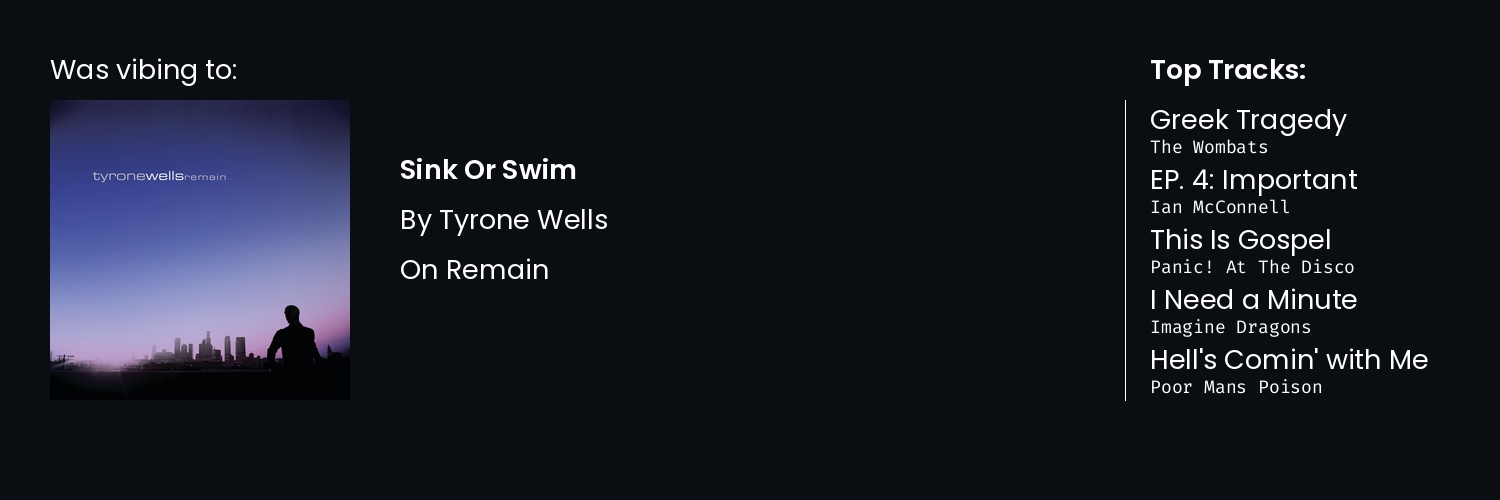 Was vibing to:
tyronewellsremain
Sink Or Swim
By Tyrone Wells
On Remain
Top Tracks:
Greek Tragedy
The Wombats
EP. 4: Important
Ian McConnell
This Is Gospel
Panic! At The Disco
I Need a Minute
Imagine Dragons
Hell's Comin' with Me
Poor Mans Poison